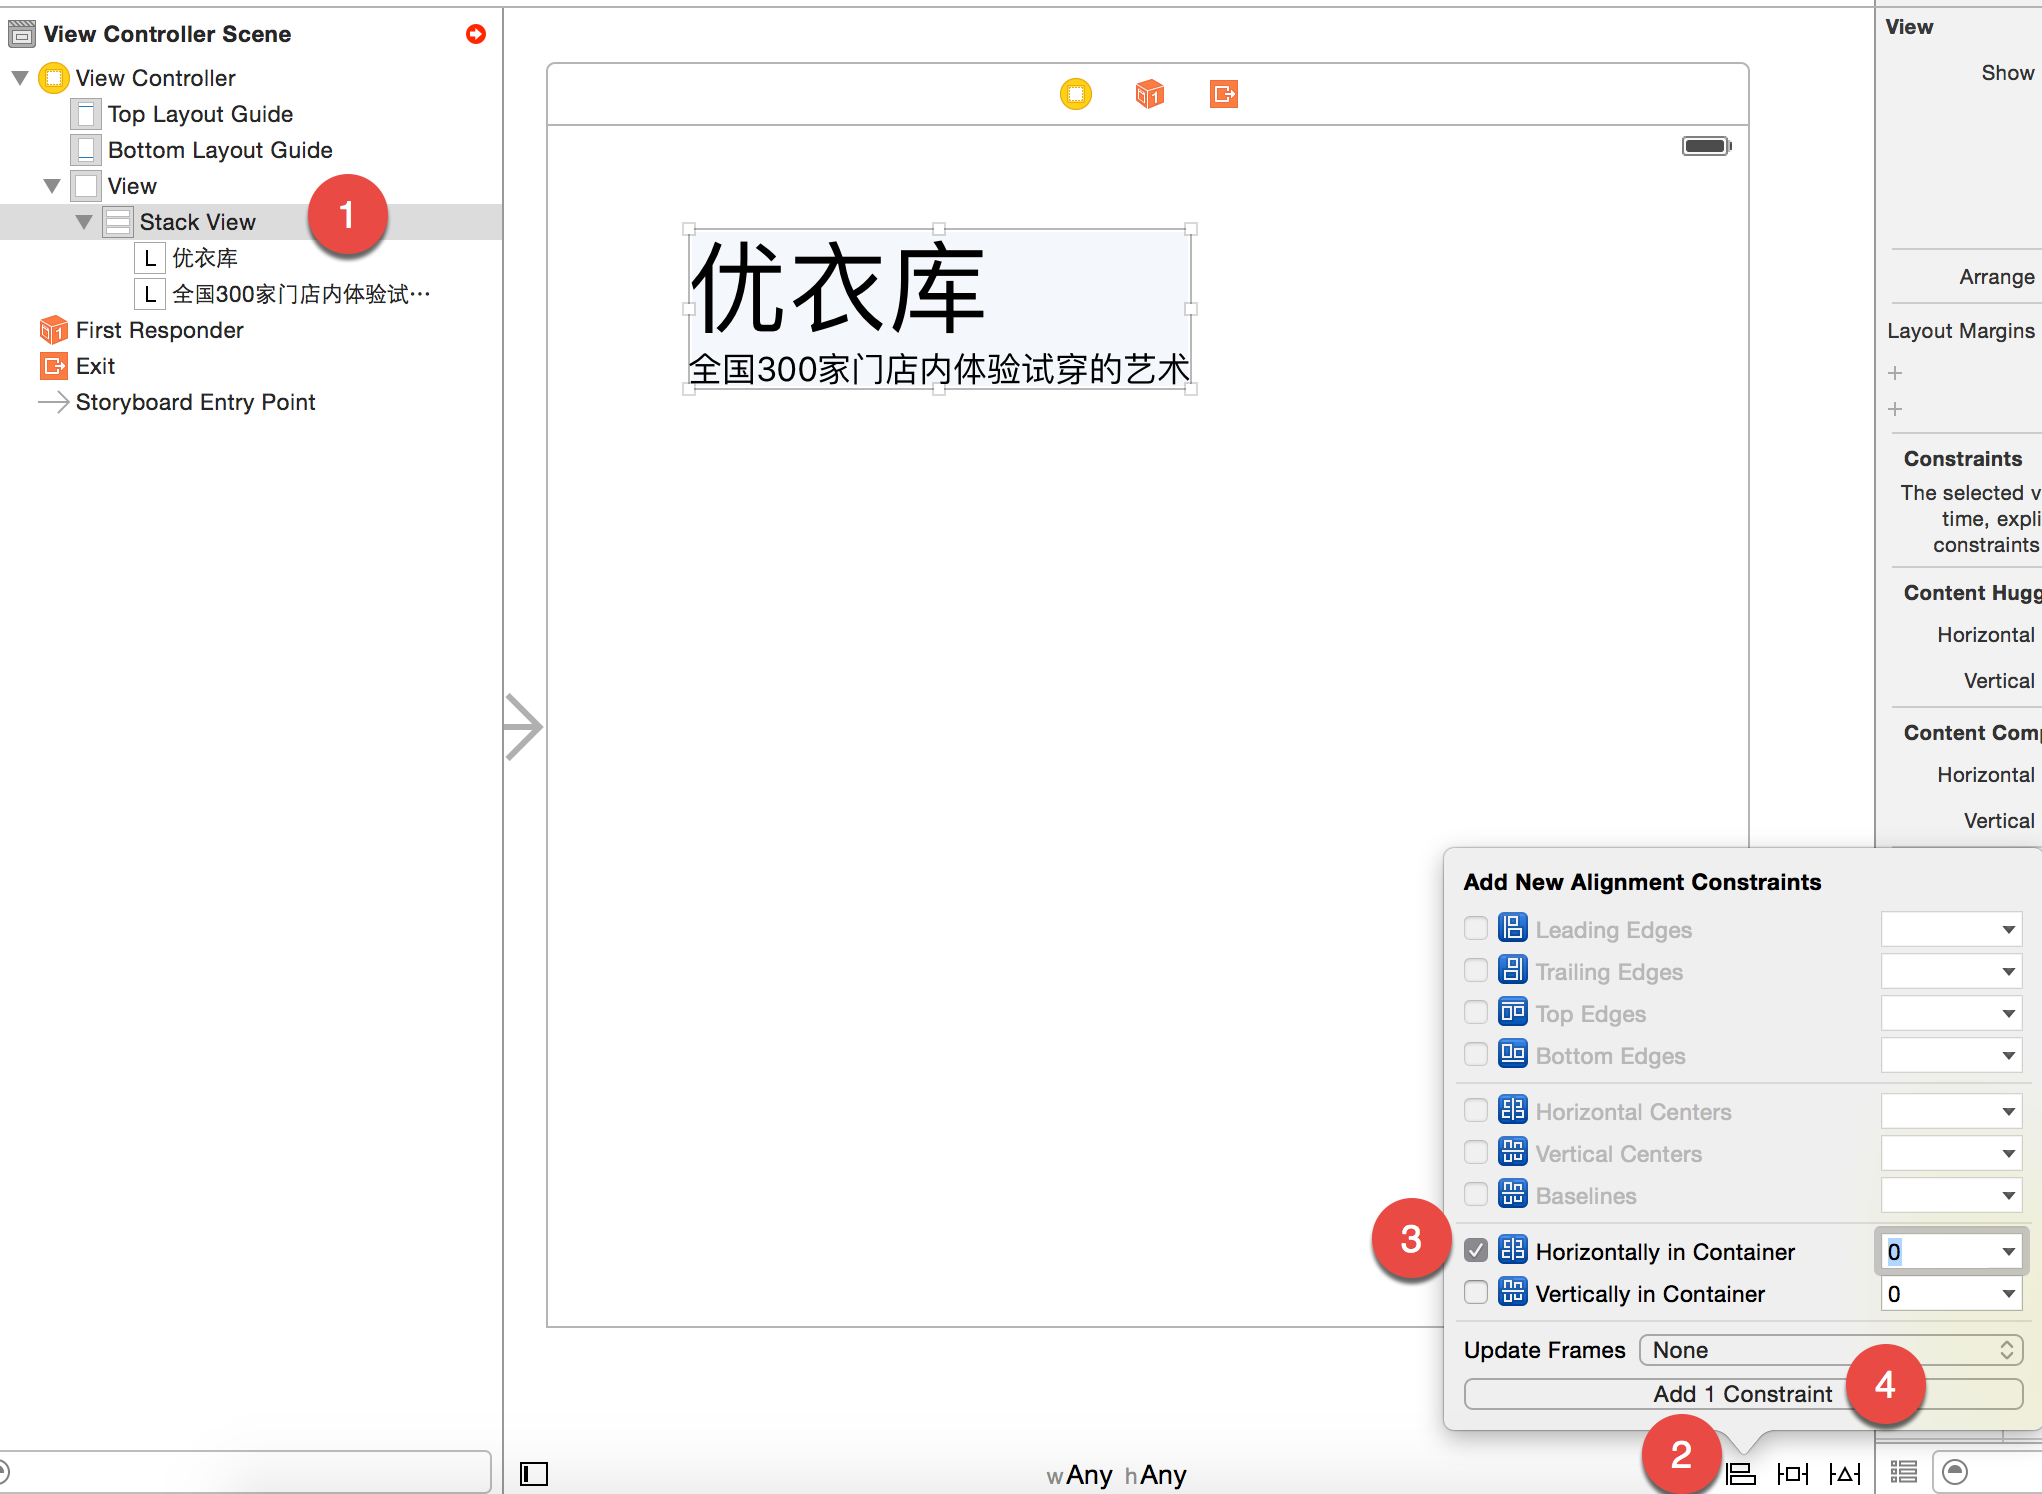 View Controller Scene
View Controller
Top Layout Guide
Bottom Layout Guide
View
Stack View
1
L 优衣库
L 全国300家门店内体验试…
First Responder
Exit
Storyboard Entry Point
优衣库
全国300家门店内体验试穿的艺术
wAny hAny
View
Show
Arrange
Layout Margins
Constraints
The selected v
time, expli
constraints
Content Hugg
Horizontal
Vertical
Content Comp
Horizontal
Vertical
Add New Alignment Constraints
Leading Edges
Trailing Edges
Top Edges
Bottom Edges
Horizontal Centers
Vertical Centers
Baselines
3
Horizontally in Container 0
Vertically in Container 0
Update Frames None
Add 1 Constraint
4
2